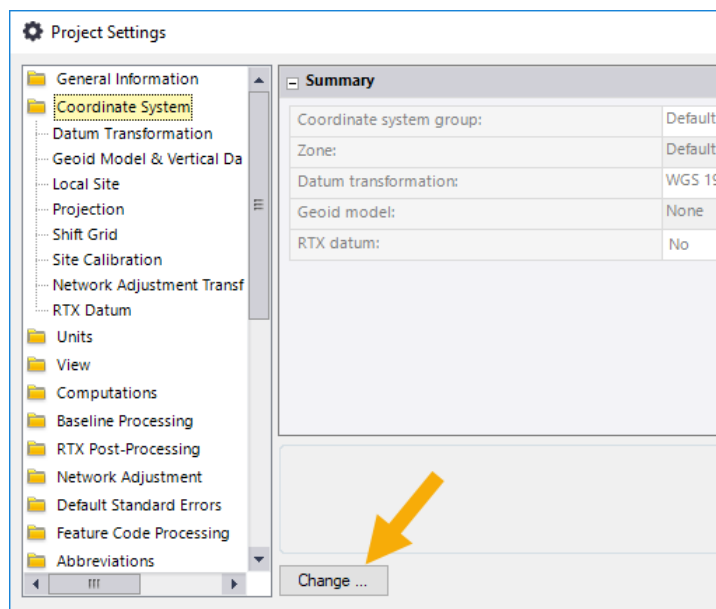 Project Settings
General Information
Coordinate System
Datum Transformation
Geoid Model & Vertical Da
Local Site
Projection
Shift Grid
Site Calibration
Network Adjustment Transf
RTX Datum
Units
View
Computations
Baseline Processing
RTX Post-Processing
Network Adjustment
Default Standard Errors
Feature Code Processing
Abbreviations
Summary
Coordinate system group: Default
Zone: Default
Datum transformation: WGS 19
Geoid model: None
RTX datum: No
Change ...